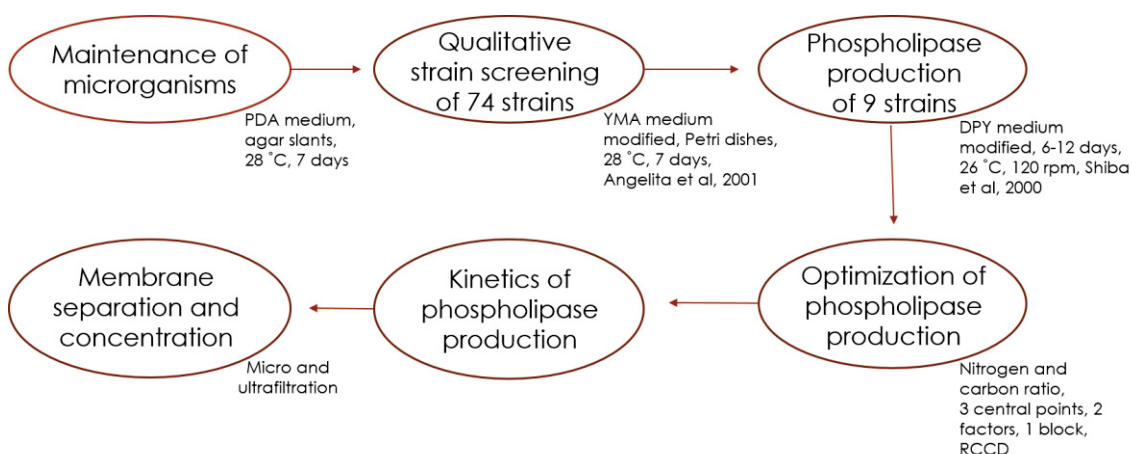 Maintenance of
microrganisms
PDA medium,
agar slants,
28 ˚C, 7 days
Qualitative
strain screening
of 74 strains
YMA medium
modified, Petri dishes,
28 ˚C, 7 days,
Angelita et al, 2001
Phospholipase
production
of 9 strains
DPY medium
modified, 6-12 days,
26 ˚C, 120 rpm, Shiba
et al, 2000
Optimization of
phospholipase
production
Nitrogen and
carbon ratio,
3 central points, 2
factors, 1 block,
RCCD
Kinetics of
phospholipase
production
Membrane
separation and
concentration
Micro and
ultrafiltration